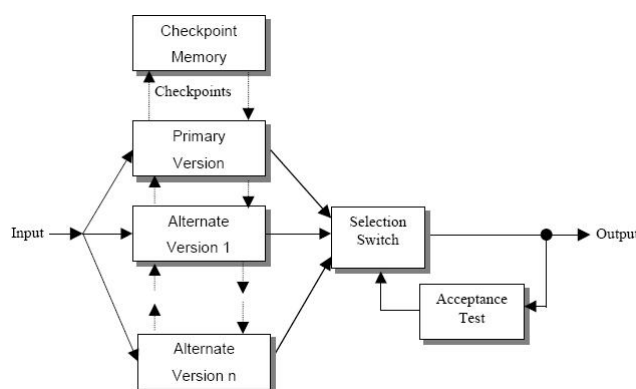 Checkpoint
Memory
Checkpoints
Primary
Version
Input
Alternate
Version 1
Selection
Switch
Output
Acceptance
Test
Alternate
Version n